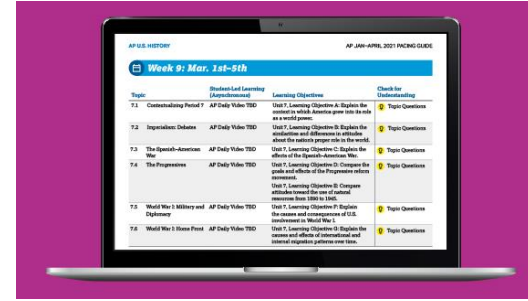 AP U.S. HISTORY
AP JAN–APRIL 2021 PACING GUIDE
Week 9: Mar. 1st–5th
Topic
Student-Led Learning
(Asynchronous)
Learning Objectives
Check for
Understanding
7.1 Contextualizing Period 7 AP Daily Video TBD Unit 7, Learning Objective A: Explain the Topic Questions
context in which America grew into its role
as a world power.
7.2 Imperialism: Debates AP Daily Video TBD Unit 7, Learning Objective B: Explain the Topic Questions
similarities and differences in attitudes
about the nation's proper role in the world.
7.3 The Spanish–American AP Daily Video TBD Unit 7, Learning Objective C: Explain the Topic Questions
War effects of the Spanish–American War.
7.4 The Progressives AP Daily Video TBD Unit 7, Learning Objective D: Compare the Topic Questions
goals and effects of the Progressive reform
movement.
Unit 7, Learning Objective E: Compare
attitudes toward the use of natural
resources from 1890 to 1945.
7.5 World War I: Military and AP Daily Video TBD Unit 7, Learning Objective F: Explain Topic Questions
Diplomacy the causes and consequences of U.S.
involvement in World War I.
7.6 World War I: Home Front AP Daily Video TBD Unit 7, Learning Objective G: Explain the Topic Questions
causes and effects of international and
internal migration patterns over time.